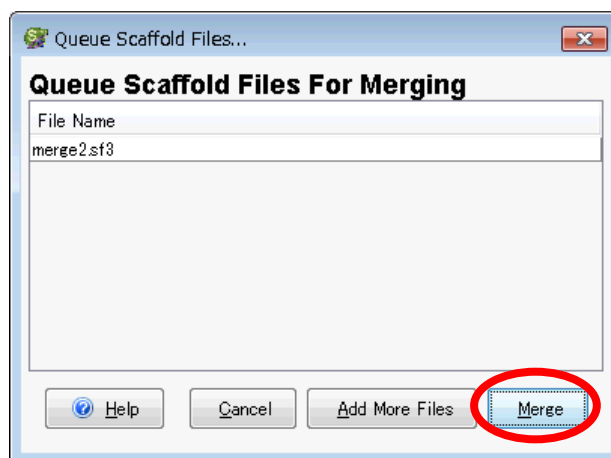 Queue Scaffold Files...
Queue Scaffold Files For Merging
File Name
merge2.sf3
Help Cancel Add More Files Merge